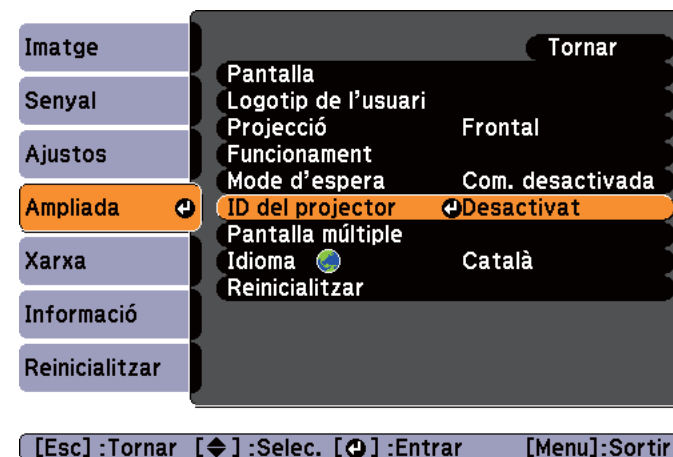 Imatge
Senyal
Ajustos
Ampliada
Xarxa
Informació
Reinicialitzar
Tornar
Pantalla
Logotip de l'usuari
Projecció Frontal
Funcionament
Mode d'espera Com. desactivada
ID del projector Desactivat
Pantalla múltiple
Idioma Català
Reinicialitzar
[Esc] :Tornar [◆] :Selec. [↵] :Entrar [Menu]:Sortir